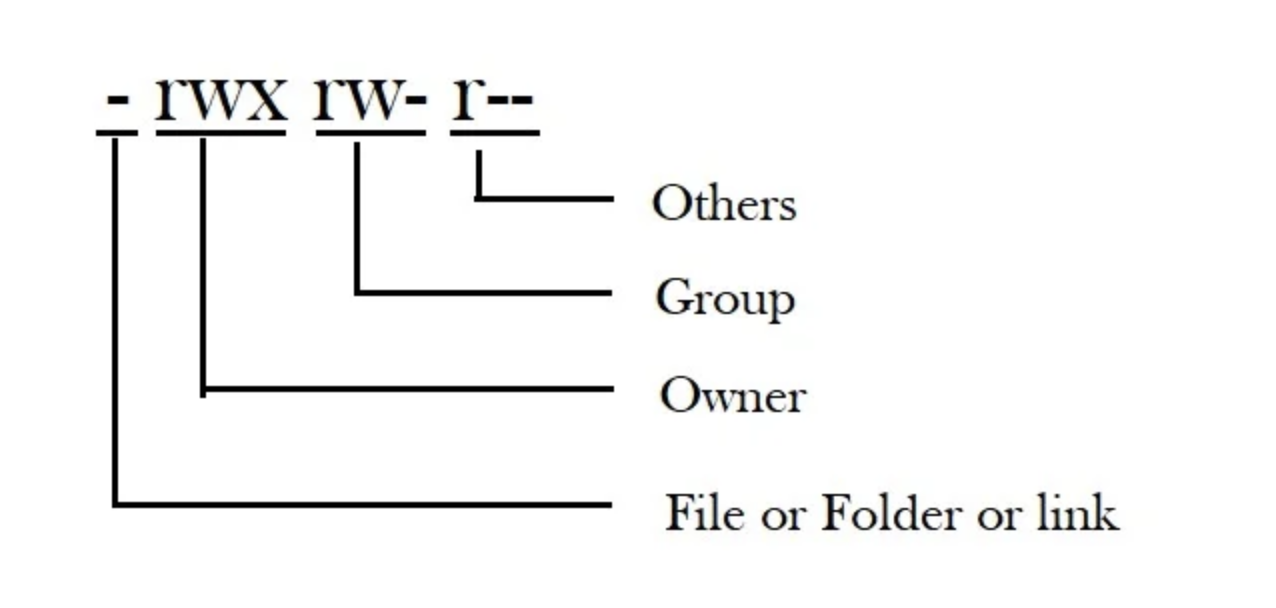 - rwx rw- r--
Others
Group
Owner
File or Folder or link